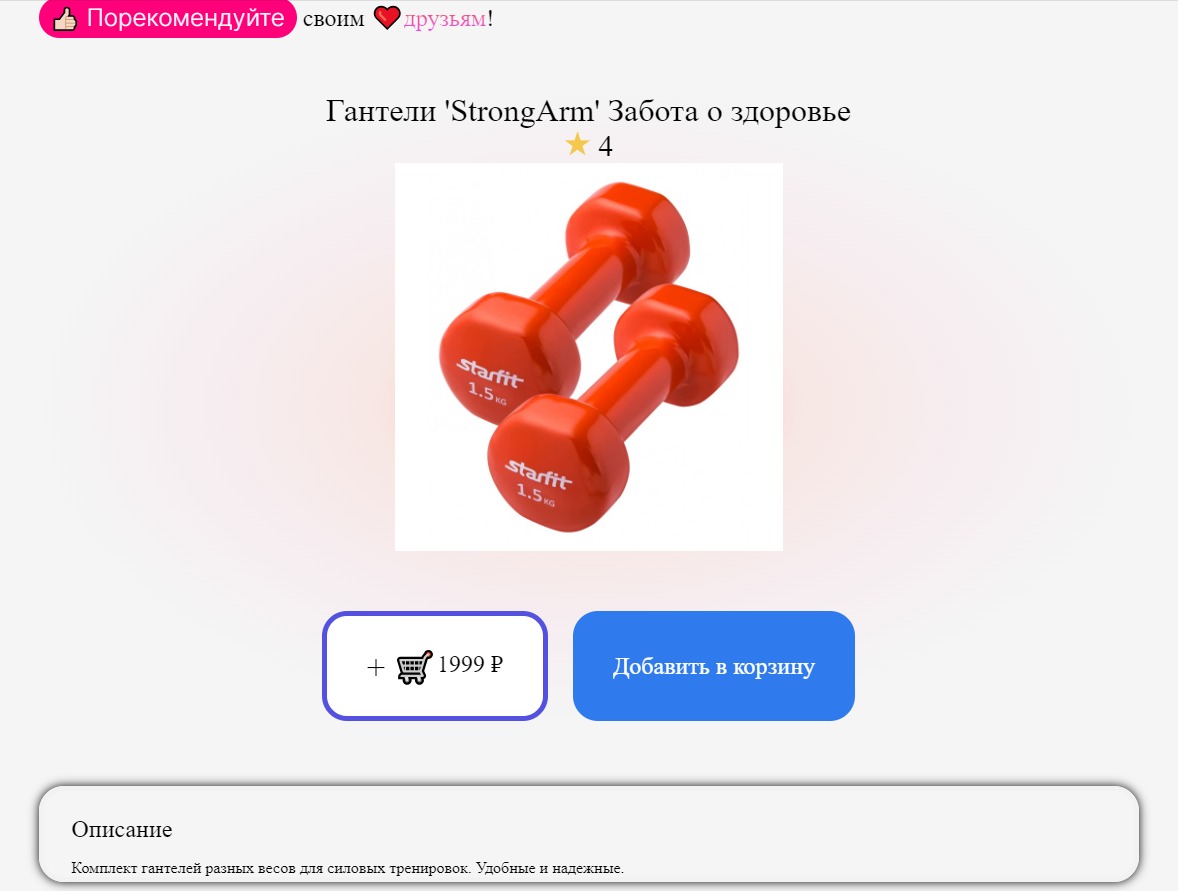 Порекомендуйте своим друзьям!
Гантели 'StrongArm' Забота о здоровье
4
starfit
1.5 KG
starfit
1.5 KG
+ 1999 ₽
Добавить в корзину
Описание
Комплект гантелей разных весов для силовых тренировок. Удобные и надежные.